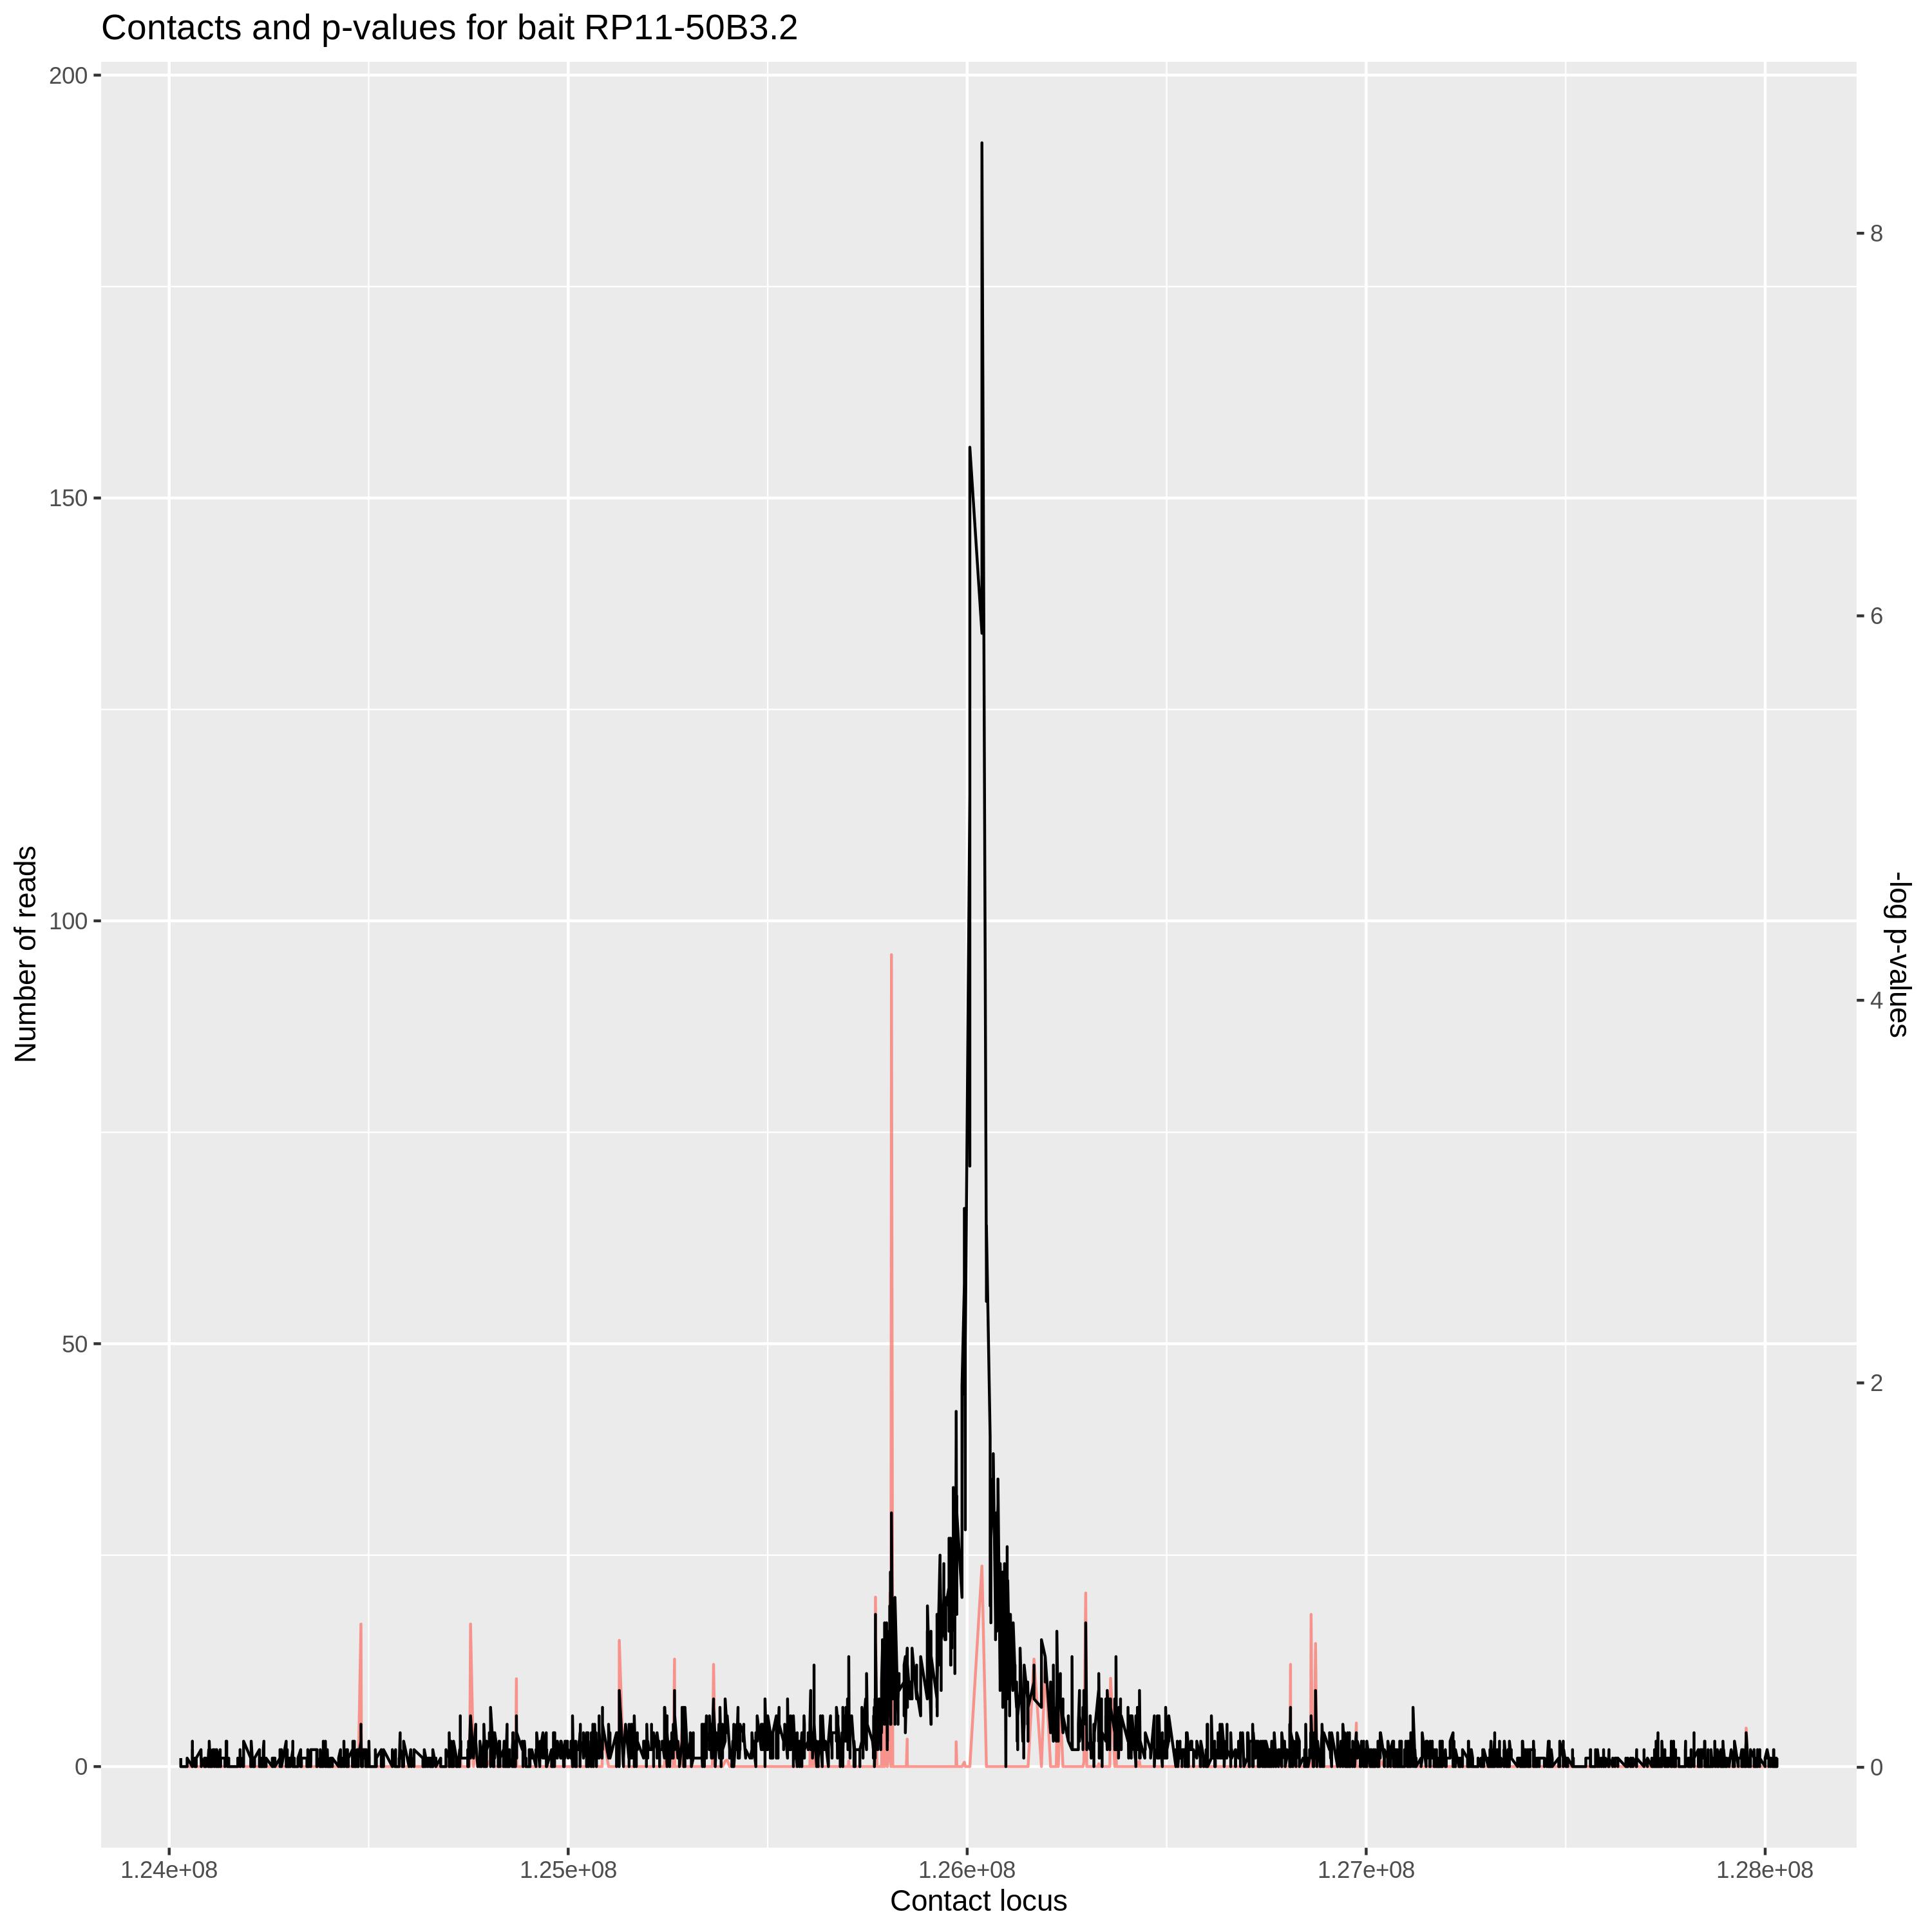 Contacts and p-values for bait RP11-50B3.2
200
150
100
50
0
Number of reads
8
6
4
2
0
-log p-values
1.24e+08
1.25e+08
1.26e+08
1.27e+08
1.28e+08
Contact locus